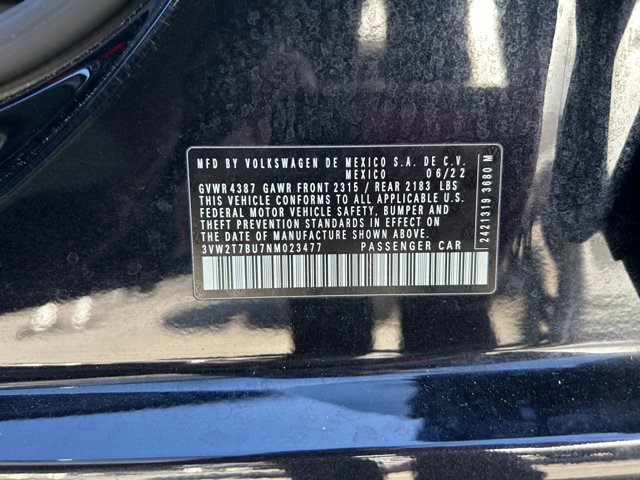 MFD BY VOLKSWAGEN DE MEXICO S.A. DE C.V.
MEXICO 06/22
GVWR 4387 GAWR FRONT 2315 / REAR 2183 LBS
THIS VEHICLE CONFORMS TO ALL APPLICABLE U.S.
FEDERAL MOTOR VEHICLE SAFETY, BUMPER AND
THEFT PREVENTION STANDARDS IN EFFECT ON
THE DATE OF MANUFACTURE SHOWN ABOVE.
3VW2T7BU7NM023477 PASSENGER CAR
2421319 3680 M